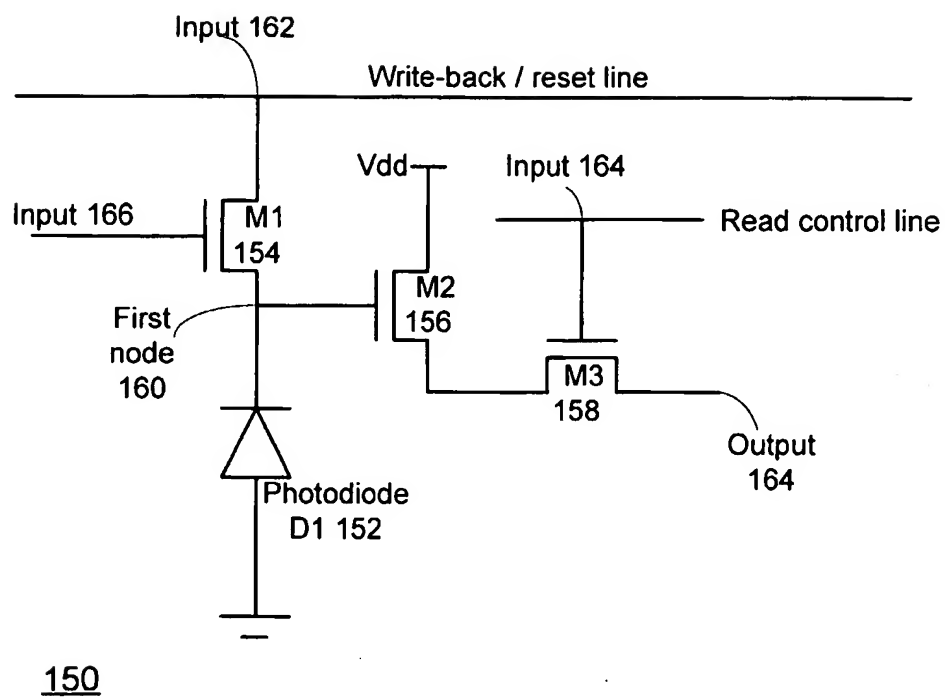 Input 162
Write-back / reset line
Vdd
Input 164
Input 166
M1
154
Read control line
M2
156
First
node
160
M3
158
Output
164
Photodiode
D1 152
150